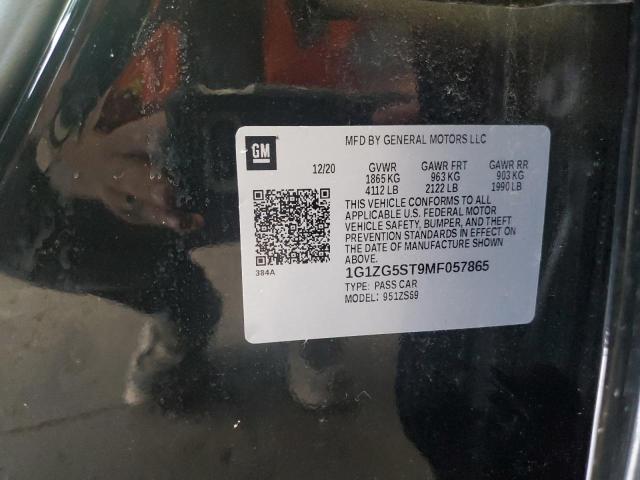 GM
MFD BY GENERAL MOTORS LLC
12/20 GVWR GAWR FRT GAWR RR
1865 KG 963 KG 903 KG
4112 LB 2122 LB 1990 LB
THIS VEHICLE CONFORMS TO ALL
APPLICABLE U.S. FEDERAL MOTOR
VEHICLE SAFETY, BUMPER, AND THEFT
PREVENTION STANDARDS IN EFFECT ON
THE DATE OF MANUFACTURE SHOWN
ABOVE.
384A
1G1ZG5ST9MF057865
TYPE: PASS CAR
MODEL: 951ZS69